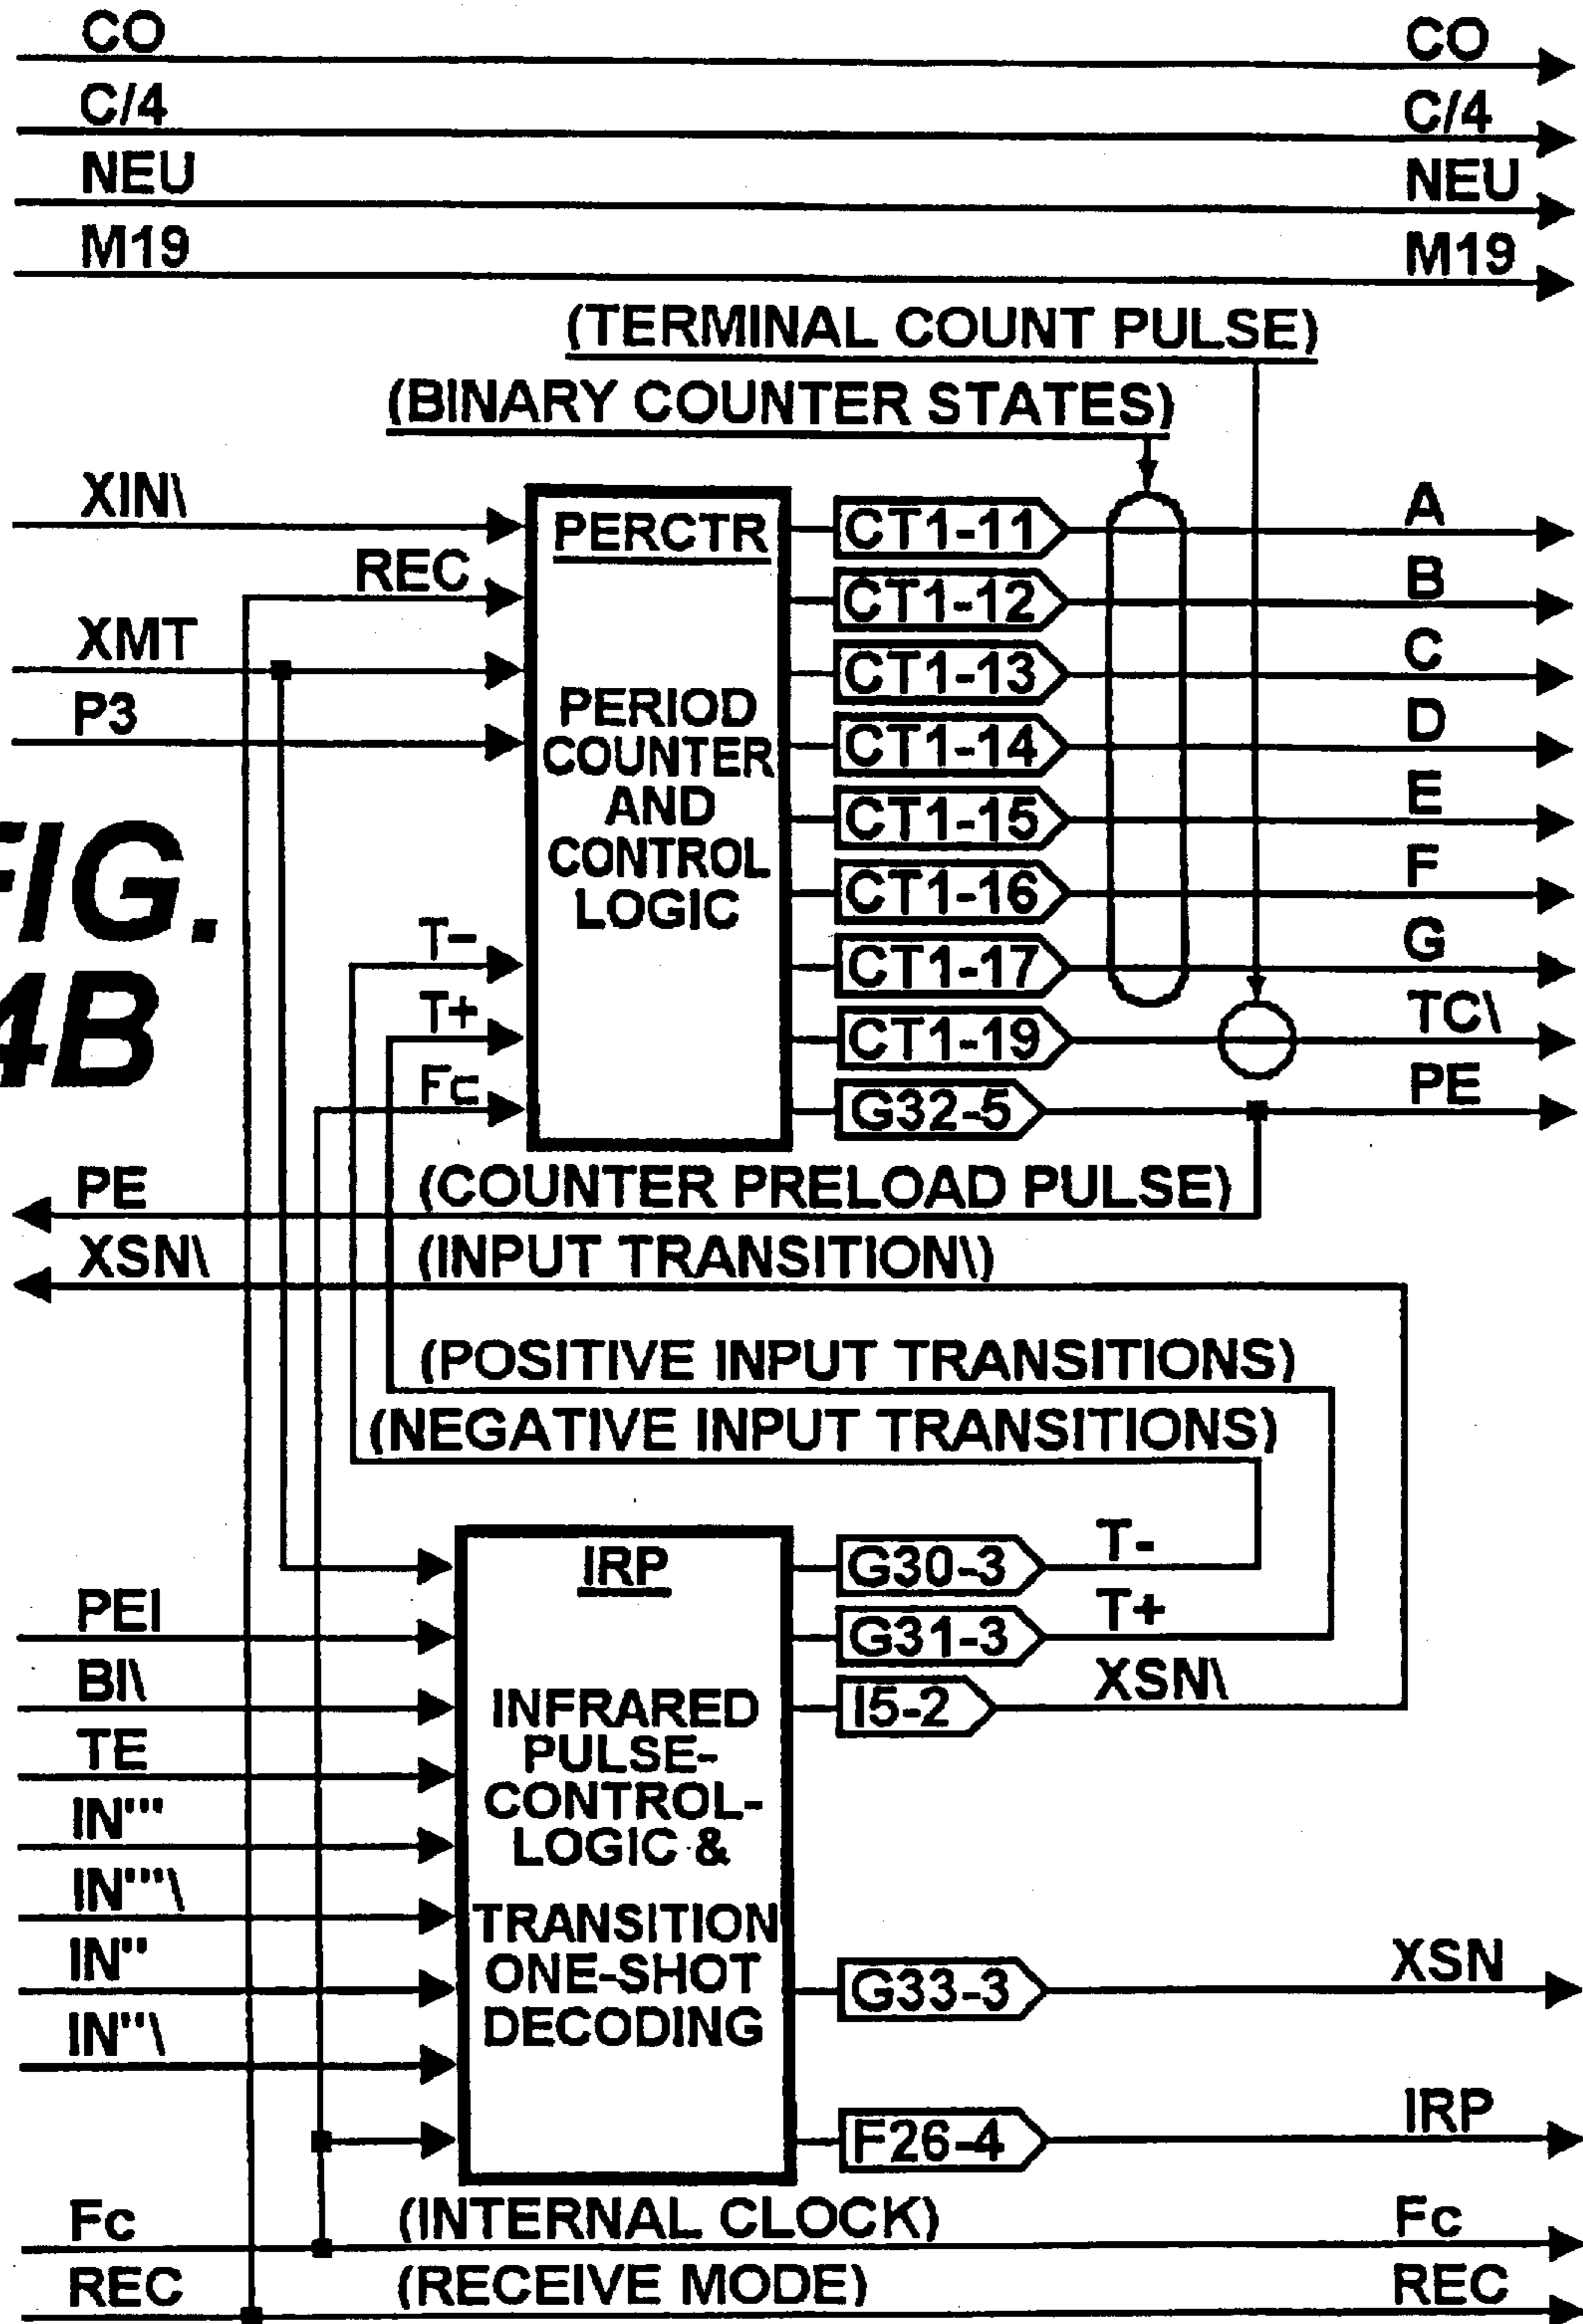 CO CO
C/4 C/4
NEU NEU
M19 M19
(TERMINAL COUNT PULSE)
(BINARY COUNTER STATES)
XIN\
REC
XMT
P3
PERCTR
PERIOD
COUNTER
AND
CONTROL
LOGIC
T-
T+
Fc
CT1-11 A
CT1-12 B
CT1-13 C
CT1-14 D
CT1-15 E
CT1-16 F
CT1-17 G
CT1-19 TC\
G32-5 PE
FIG.
4B
PE (COUNTER PRELOAD PULSE)
XSN\ (INPUT TRANSITION\)
(POSITIVE INPUT TRANSITIONS)
(NEGATIVE INPUT TRANSITIONS)
PEI
BI\
TE
IN'''
IN'''\
IN''
IN''\
IRP
INFRARED
PULSE-
CONTROL-
LOGIC &
TRANSITION
ONE-SHOT
DECODING
G30-3 T-
G31-3 T+
I5-2 XSN\
G33-3 XSN
F26-4 IRP
Fc (INTERNAL CLOCK) Fc
REC (RECEIVE MODE) REC